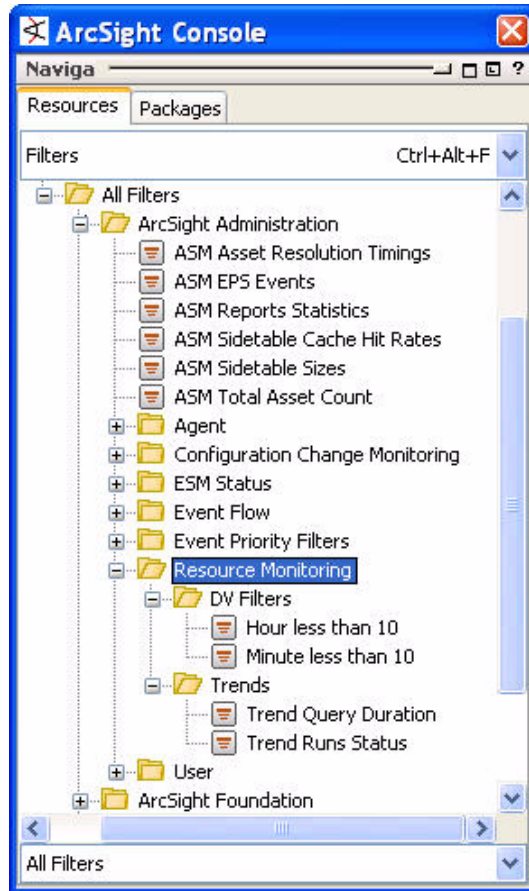 ArcSight Console
Naviga
?
Resources Packages
Filters Ctrl+Alt+F
All Filters
ArcSight Administration
ASM Asset Resolution Timings
ASM EPS Events
ASM Reports Statistics
ASM Sidetable Cache Hit Rates
ASM Sidetable Sizes
ASM Total Asset Count
Agent
Configuration Change Monitoring
ESM Status
Event Flow
Event Priority Filters
Resource Monitoring
DV Filters
Hour less than 10
Minute less than 10
Trends
Trend Query Duration
Trend Runs Status
User
ArcSight Foundation
All Filters